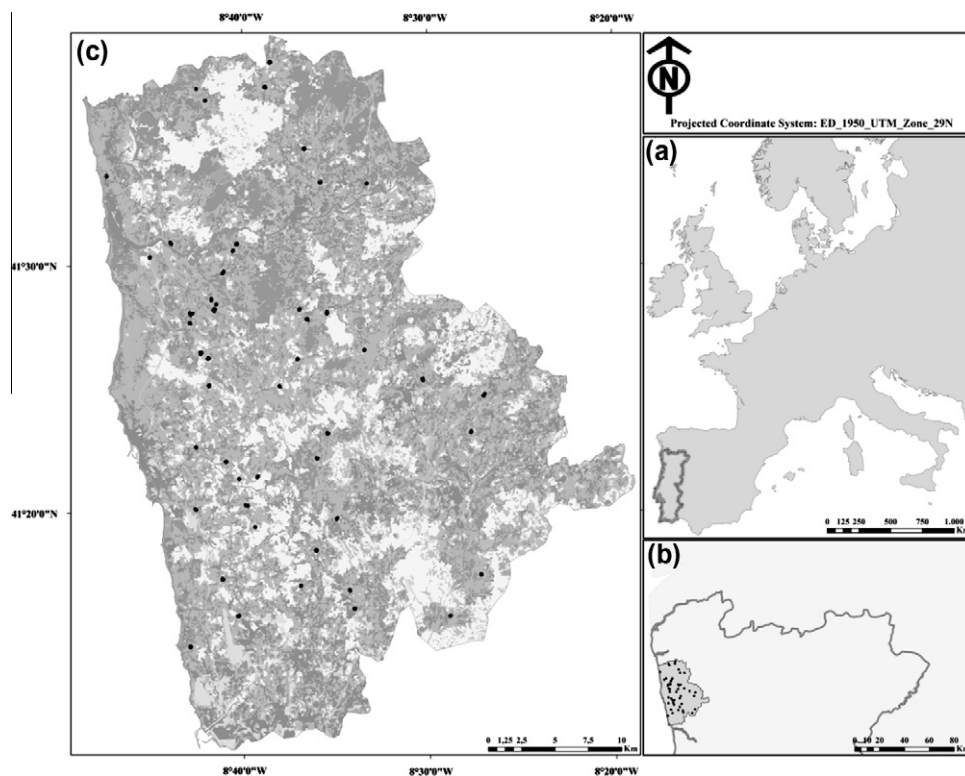 8°40'0"W 8°30'0"W 8°20'0"W
(c)
N
Projected Coordinate System: ED_1950_UTM_Zone_29N
(a)
41°30'0"N
41°20'0"N
0 125 250 500 750 1.000
Km
(b)
0 1,25 2,5 5 7,5 10
Km
0 10 20 40 60 80
Km
8°40'0"W 8°30'0"W 8°20'0"W